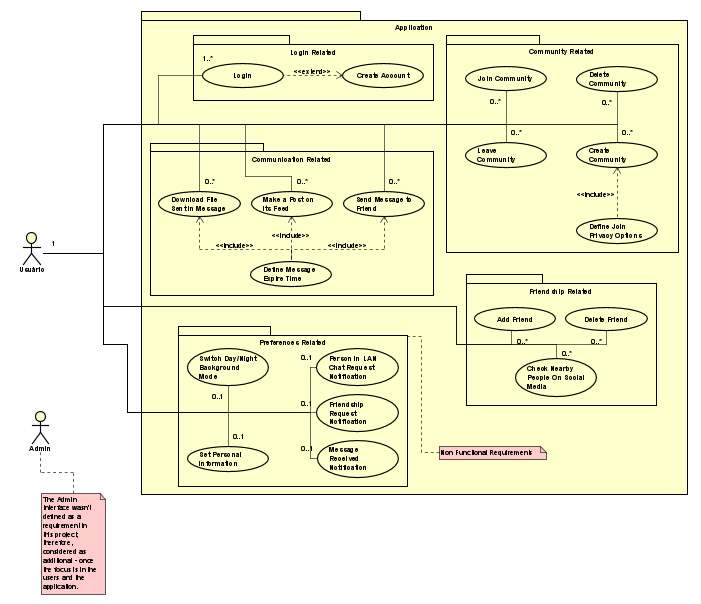 Application
Login Related
1..*
Login
<<extend>>
Create Account
Community Related
Join Community
Delete
Community
0..*
0..*
0..*
0..*
Leave
Community
Create
Community
<<include>>
Define Join
Privacy Options
Communication Related
0..*
0..*
0..*
Download File
Sent in Message
Make a Post on
Its Feed
Send Message to
Friend
<<include>>
<<include>>
<<include>>
Define Message
Expire Time
1
Usuário
Friendship Related
Add Friend
Delete Friend
0..*
0..*
0..*
Check Nearby
People On Social
Media
Preferences Related
Switch Day/Night
Background
Mode
0..1
Person in LAN
Chat Request
Notification
0..1
0..1
Friendship
Request
Notification
0..1
0..1
Set Personal
Information
Message
Received
Notification
Non Functional Requirements
Admin
The Admin
Interface wasn't
defined as a
requirement in
this project,
therefore,
considered as
additional - once
the focus is in the
users and the
application.